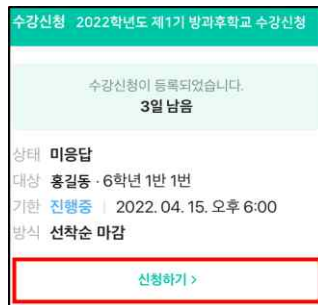 수강신청 2022학년도 제1기 방과후학교 수강신청
수강신청이 등록되었습니다.
3일 남음
상태 미응답
대상 홍길동 · 6학년 1반 1번
기한 진행중 | 2022. 04. 15. 오후 6:00
방식 선착순 마감
신청하기 >